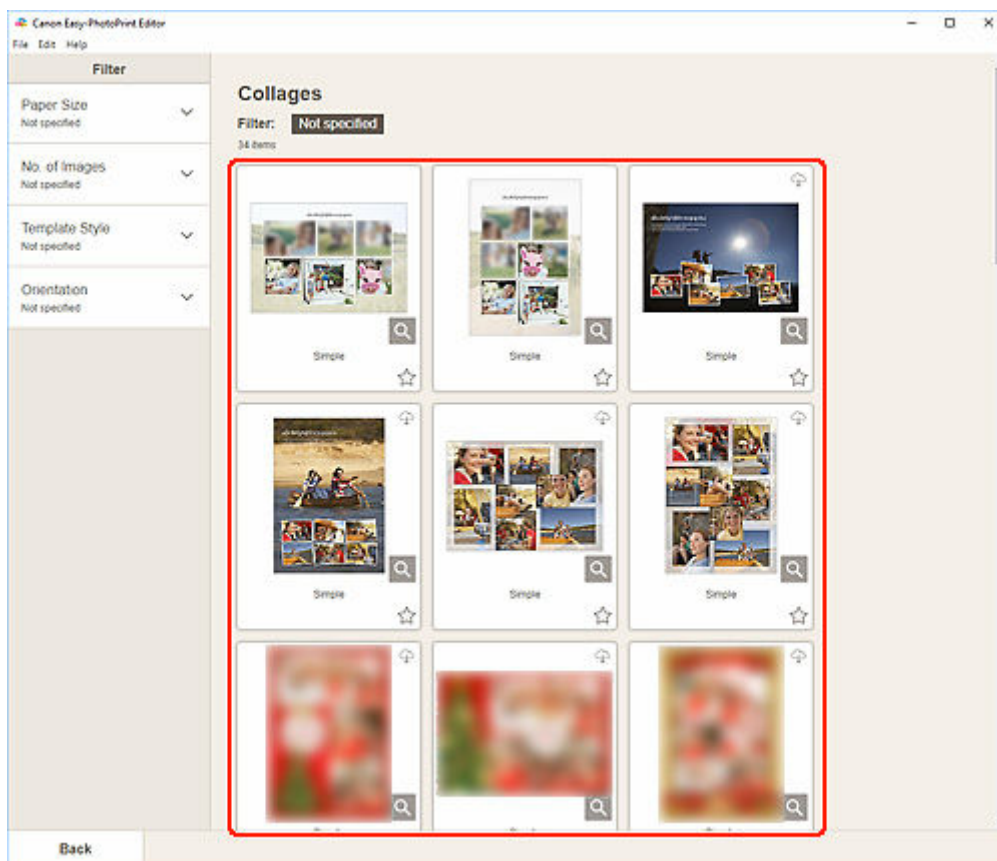 Canon Easy-PhotoPrint Editor
File Edit Help
Filter
Paper Size
Not specified
No. of Images
Not specified
Template Style
Not specified
Orientation
Not specified
Collages
Filter: Not specified
34 items
Simple
Simple
Simple
Simple
Simple
Simple
Back